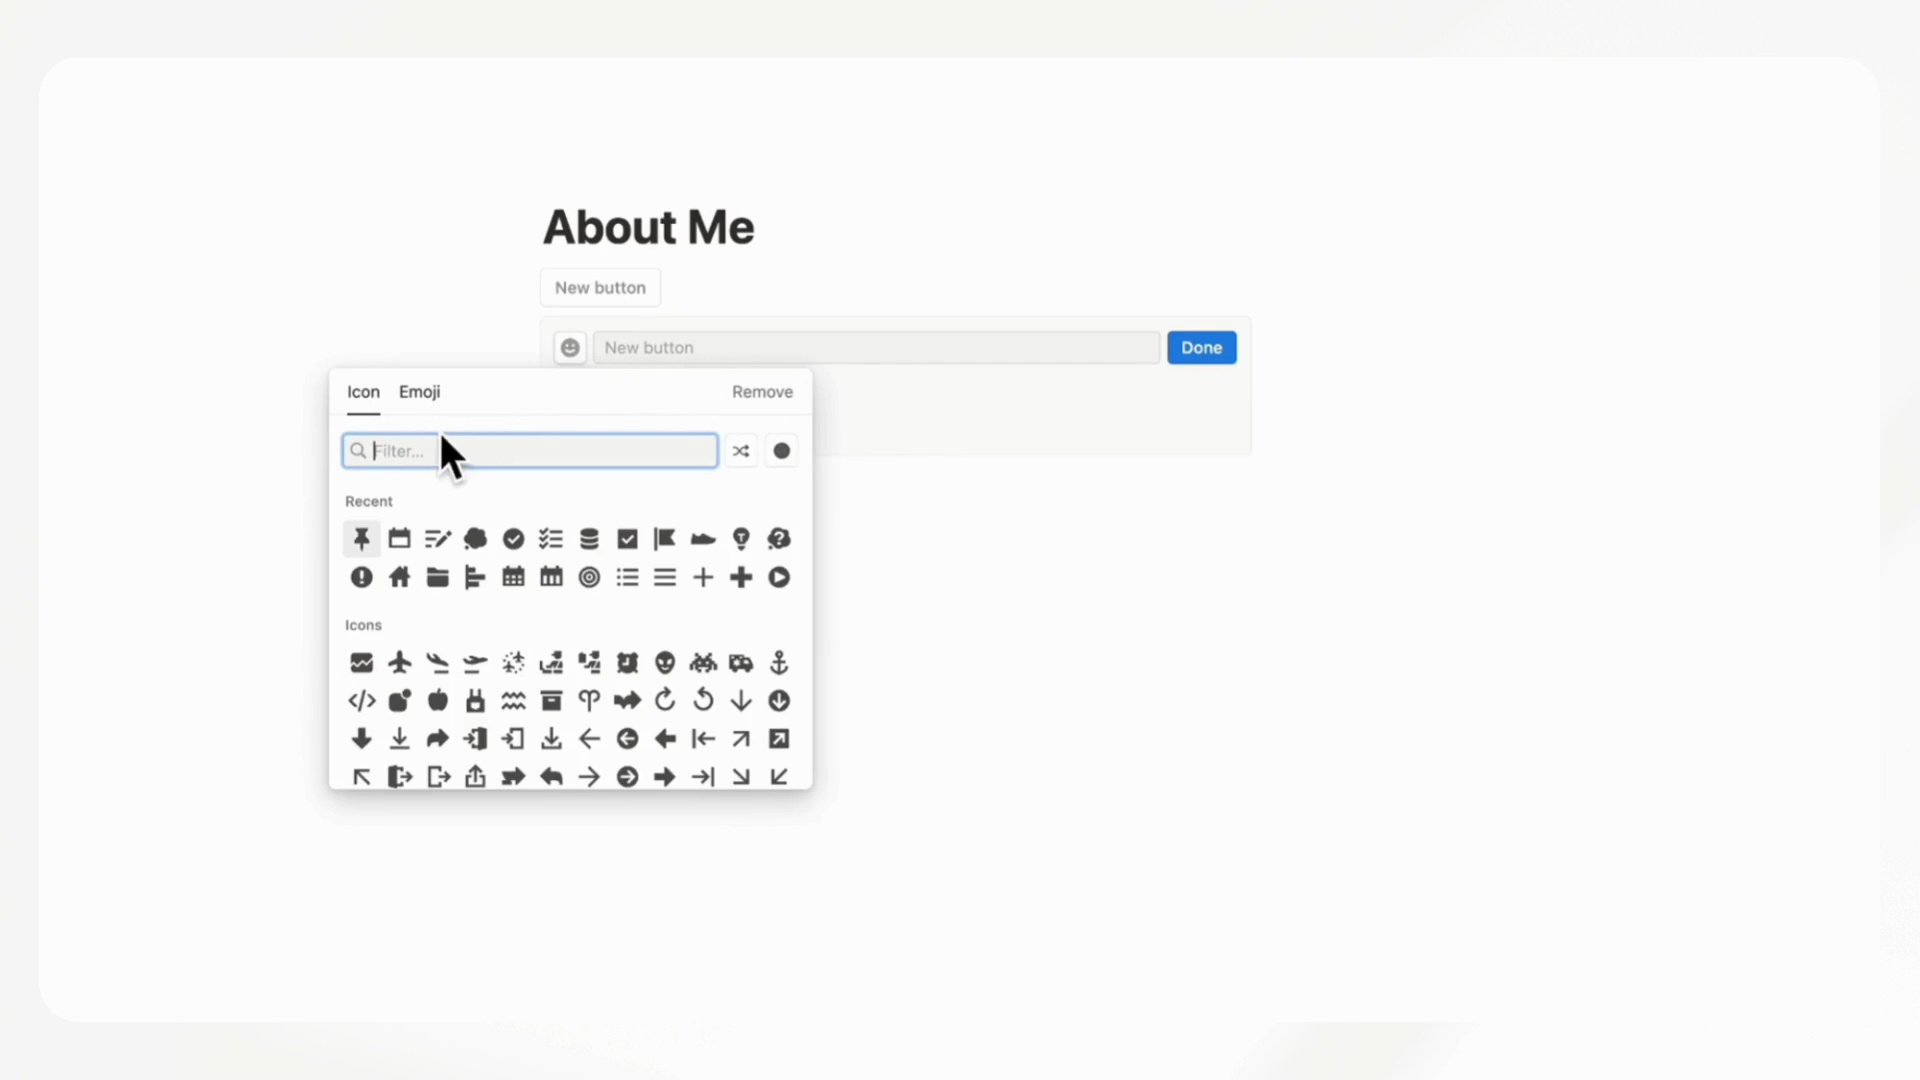 About Me
New button
New button
Done
Icon Emoji Remove
Filter...
Recent
Icons